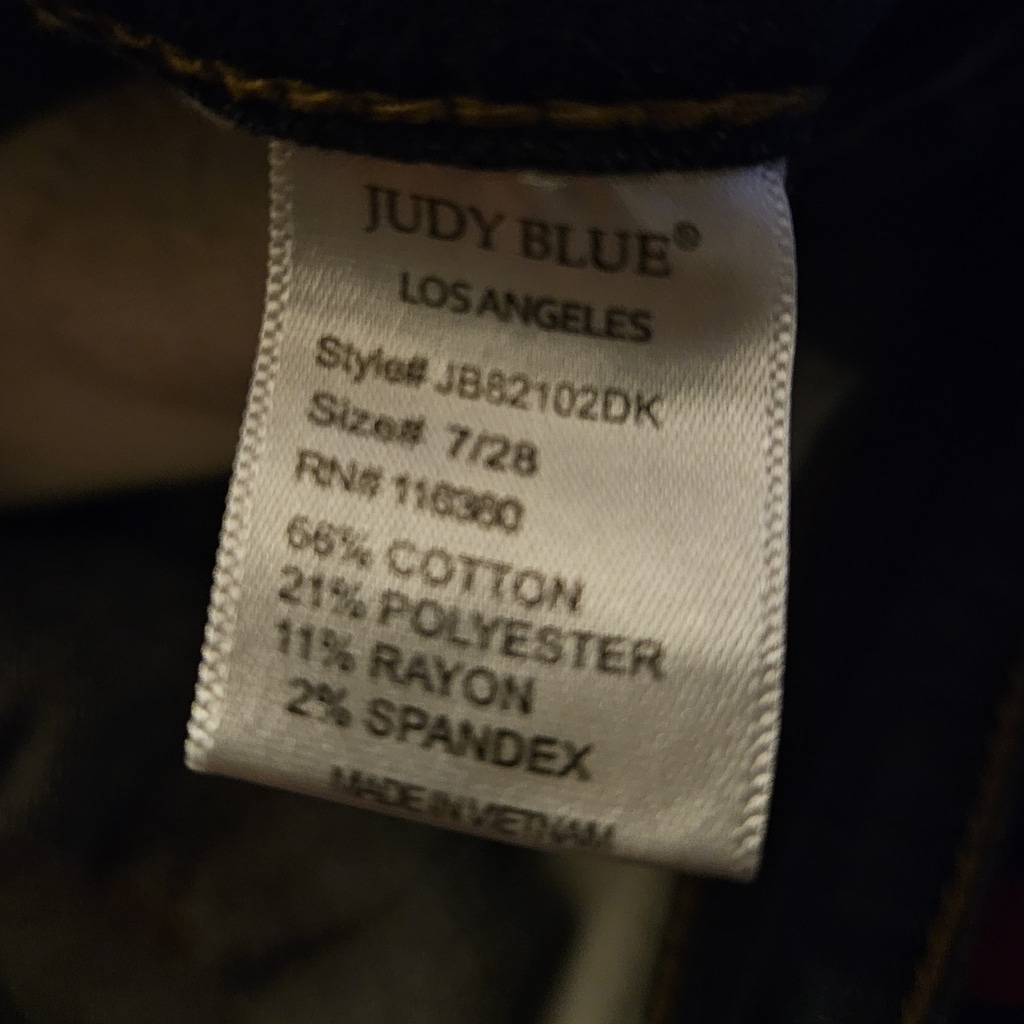 JUDY BLUE®
LOS ANGELES
Style# JB82102DK
Size# 7/28
RN# 116360
66% COTTON
21% POLYESTER
11% RAYON
2% SPANDEX
MADE IN VIETNAM